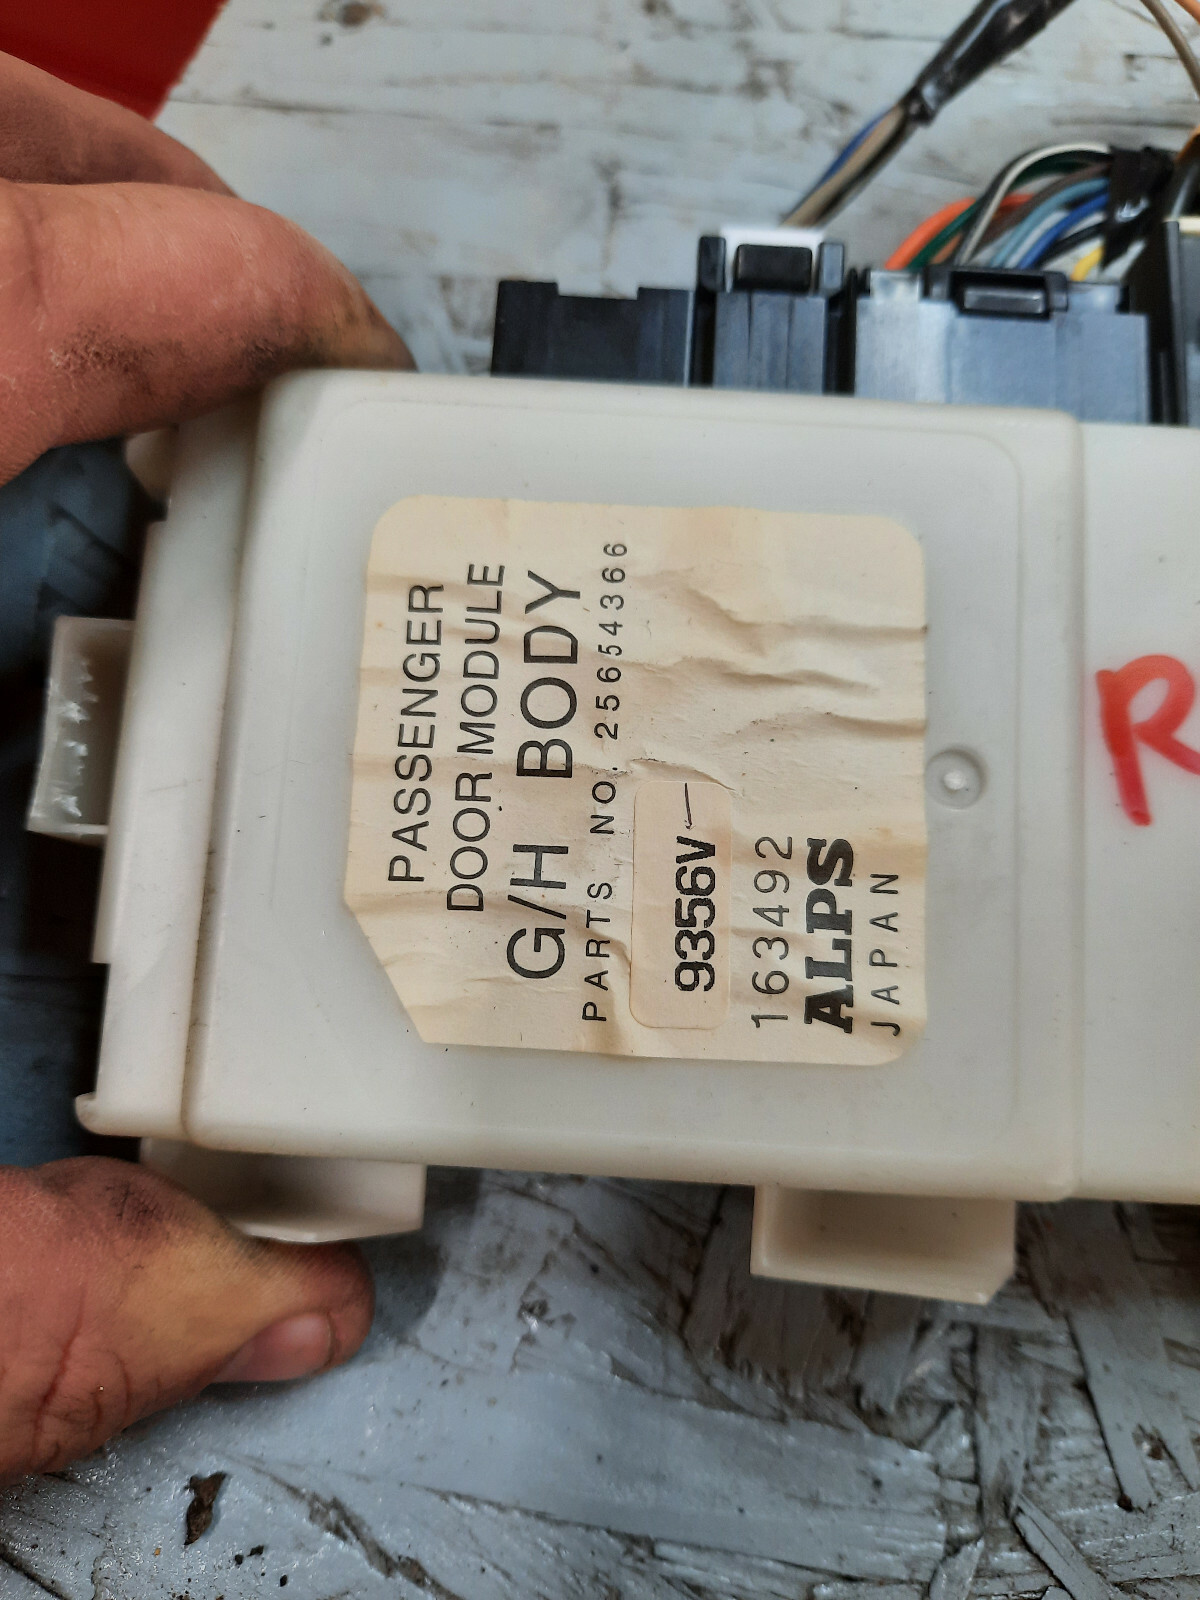 PASSENGER
DOOR MODULE
G/H BODY
PARTS NO. 25654366
9356V
163492
ALPS
JAPAN
R